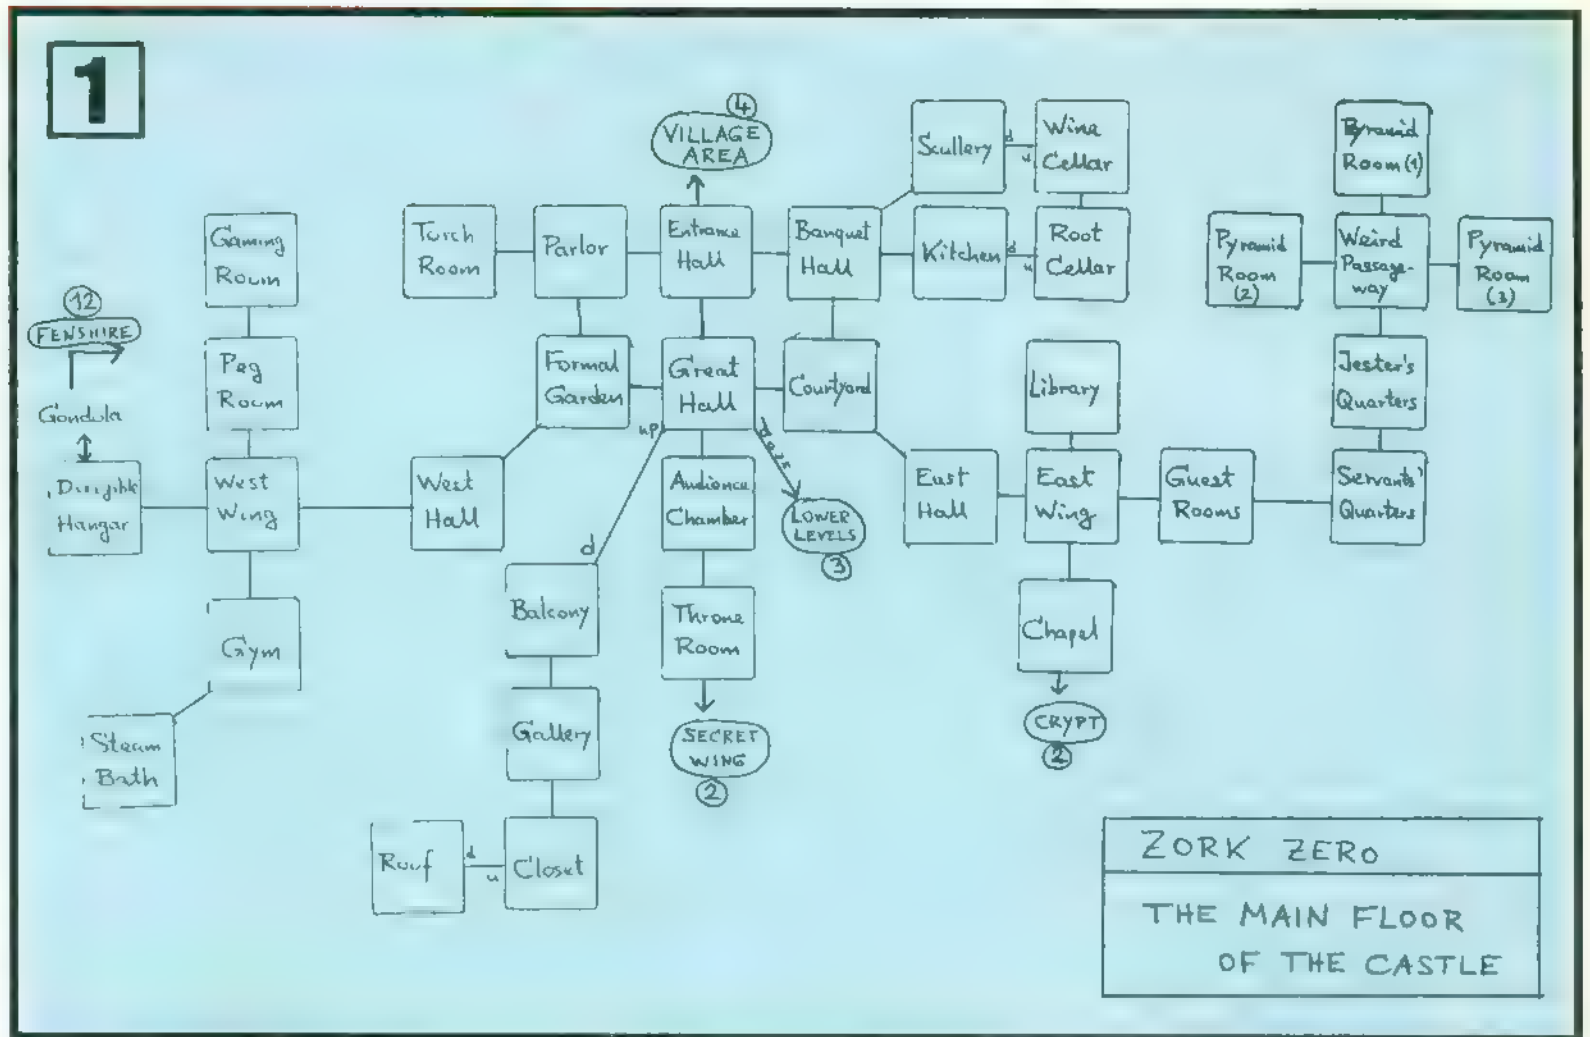 1
4
VILLAGE
AREA
Scullery
d
u
Wine
Cellar
Pyramid
Room (1)
Gaming
Room
Torch
Room
Parlor
Entrance
Hall
Banquet
Hall
Kitchen
d
u
Root
Cellar
Pyramid
Room
(2)
Weird
Passage-
way
Pyramid
Room
(3)
12
FENSHIRE
Gondola
Peg
Room
Formal
Garden
Great
Hall
Courtyard
Library
Jester's
Quarters
up
d
Dirigible
Hangar
West
Wing
West
Hall
Audience
Chamber
LOWER
LEVELS
3
East
Hall
East
Wing
Guest
Rooms
Servants'
Quarters
Gym
Balcony
Throne
Room
Chapel
Steam
Bath
Gallery
SECRET
WING
2
CRYPT
2
Roof
d
u
Closet
ZORK ZERO
THE MAIN FLOOR
OF THE CASTLE